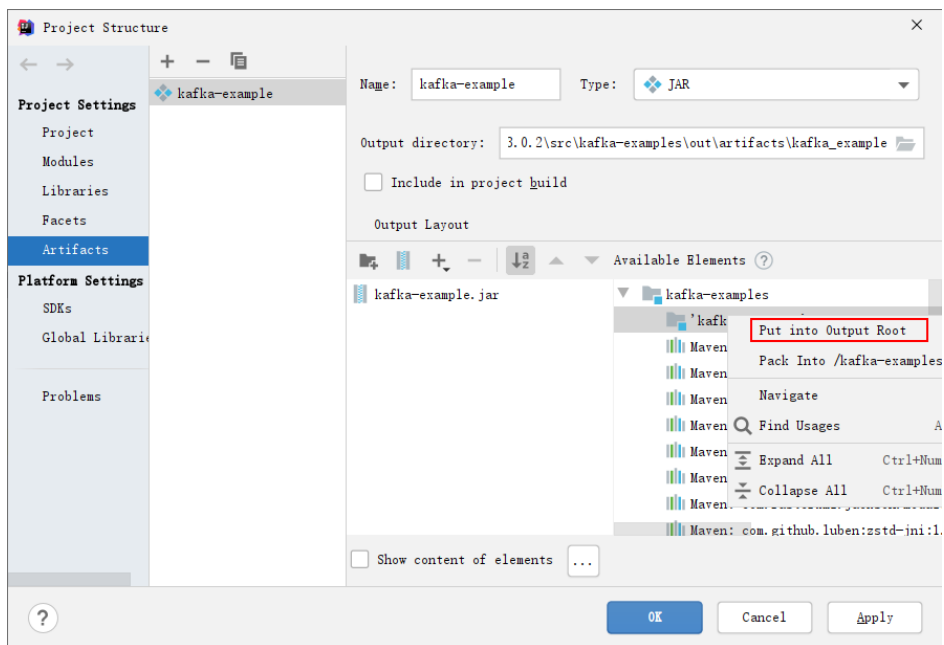 Project Structure
Project Settings
Project
Modules
Libraries
Facets
Artifacts
Platform Settings
SDKs
Global Librarie
Problems
kafka-example
Name: kafka-example Type: JAR
Output directory: 3.0.2\src\kafka-examples\out\artifacts\kafka_example
Include in project build
Output Layout
Available Elements ?
kafka-example.jar
kafka-examples
'kafk
Maven
Maven
Maven
Maven
Maven
Maven
Maven:
Maven: com.github.luben:zstd-jni:1.
Put into Output Root
Pack Into /kafka-examples
Navigate
Find Usages A
Expand All Ctrl+Num
Collapse All Ctrl+Num
Show content of elements ...
? OK Cancel Apply